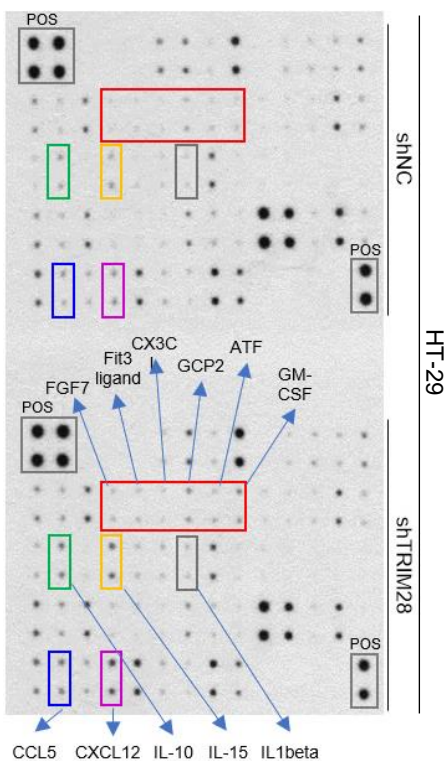 POS
shNC
POS
HT-29
CX3C
L
Fit3
ligand
ATF
GCP2
GM-
CSF
FGF7
POS
shTRIM28
POS
CCL5 CXCL12 IL-10 IL-15 IL1beta